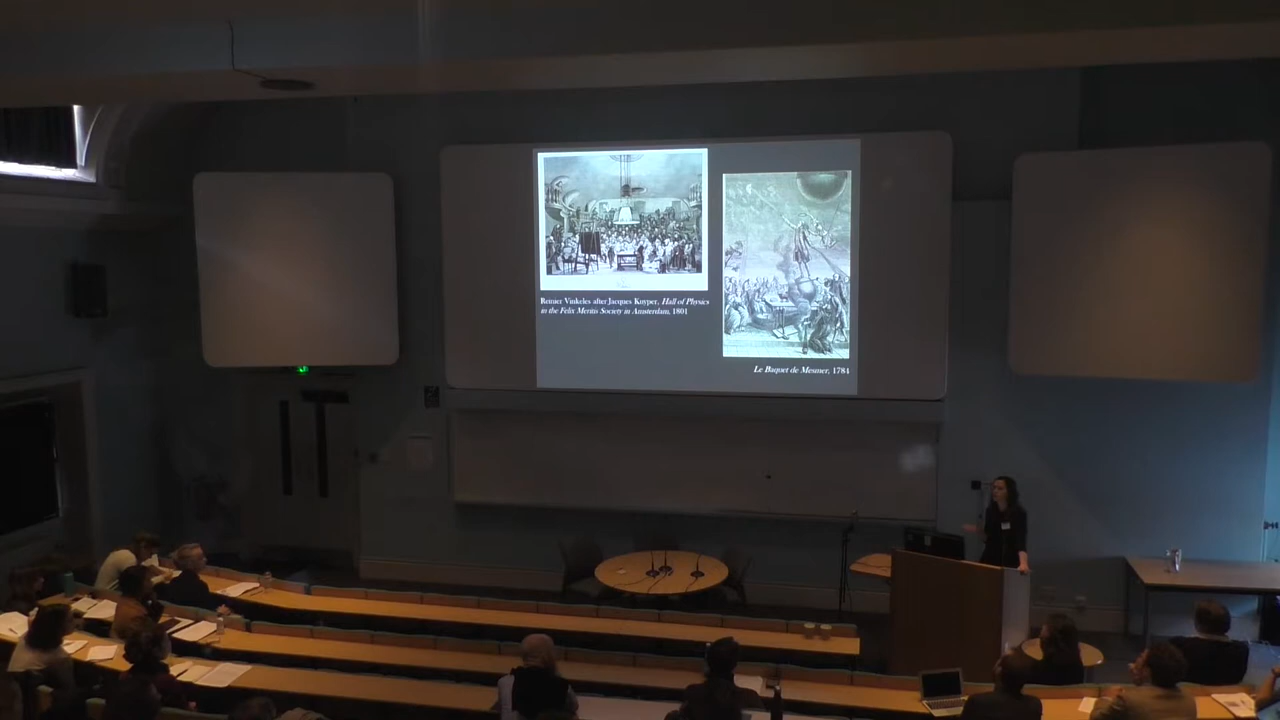 Reinier Vinkeles after Jacques Kuyper, Hall of Physics
in the Felix Meritis Society in Amsterdam, 1801
Le Baquet de Mesmer, 1784